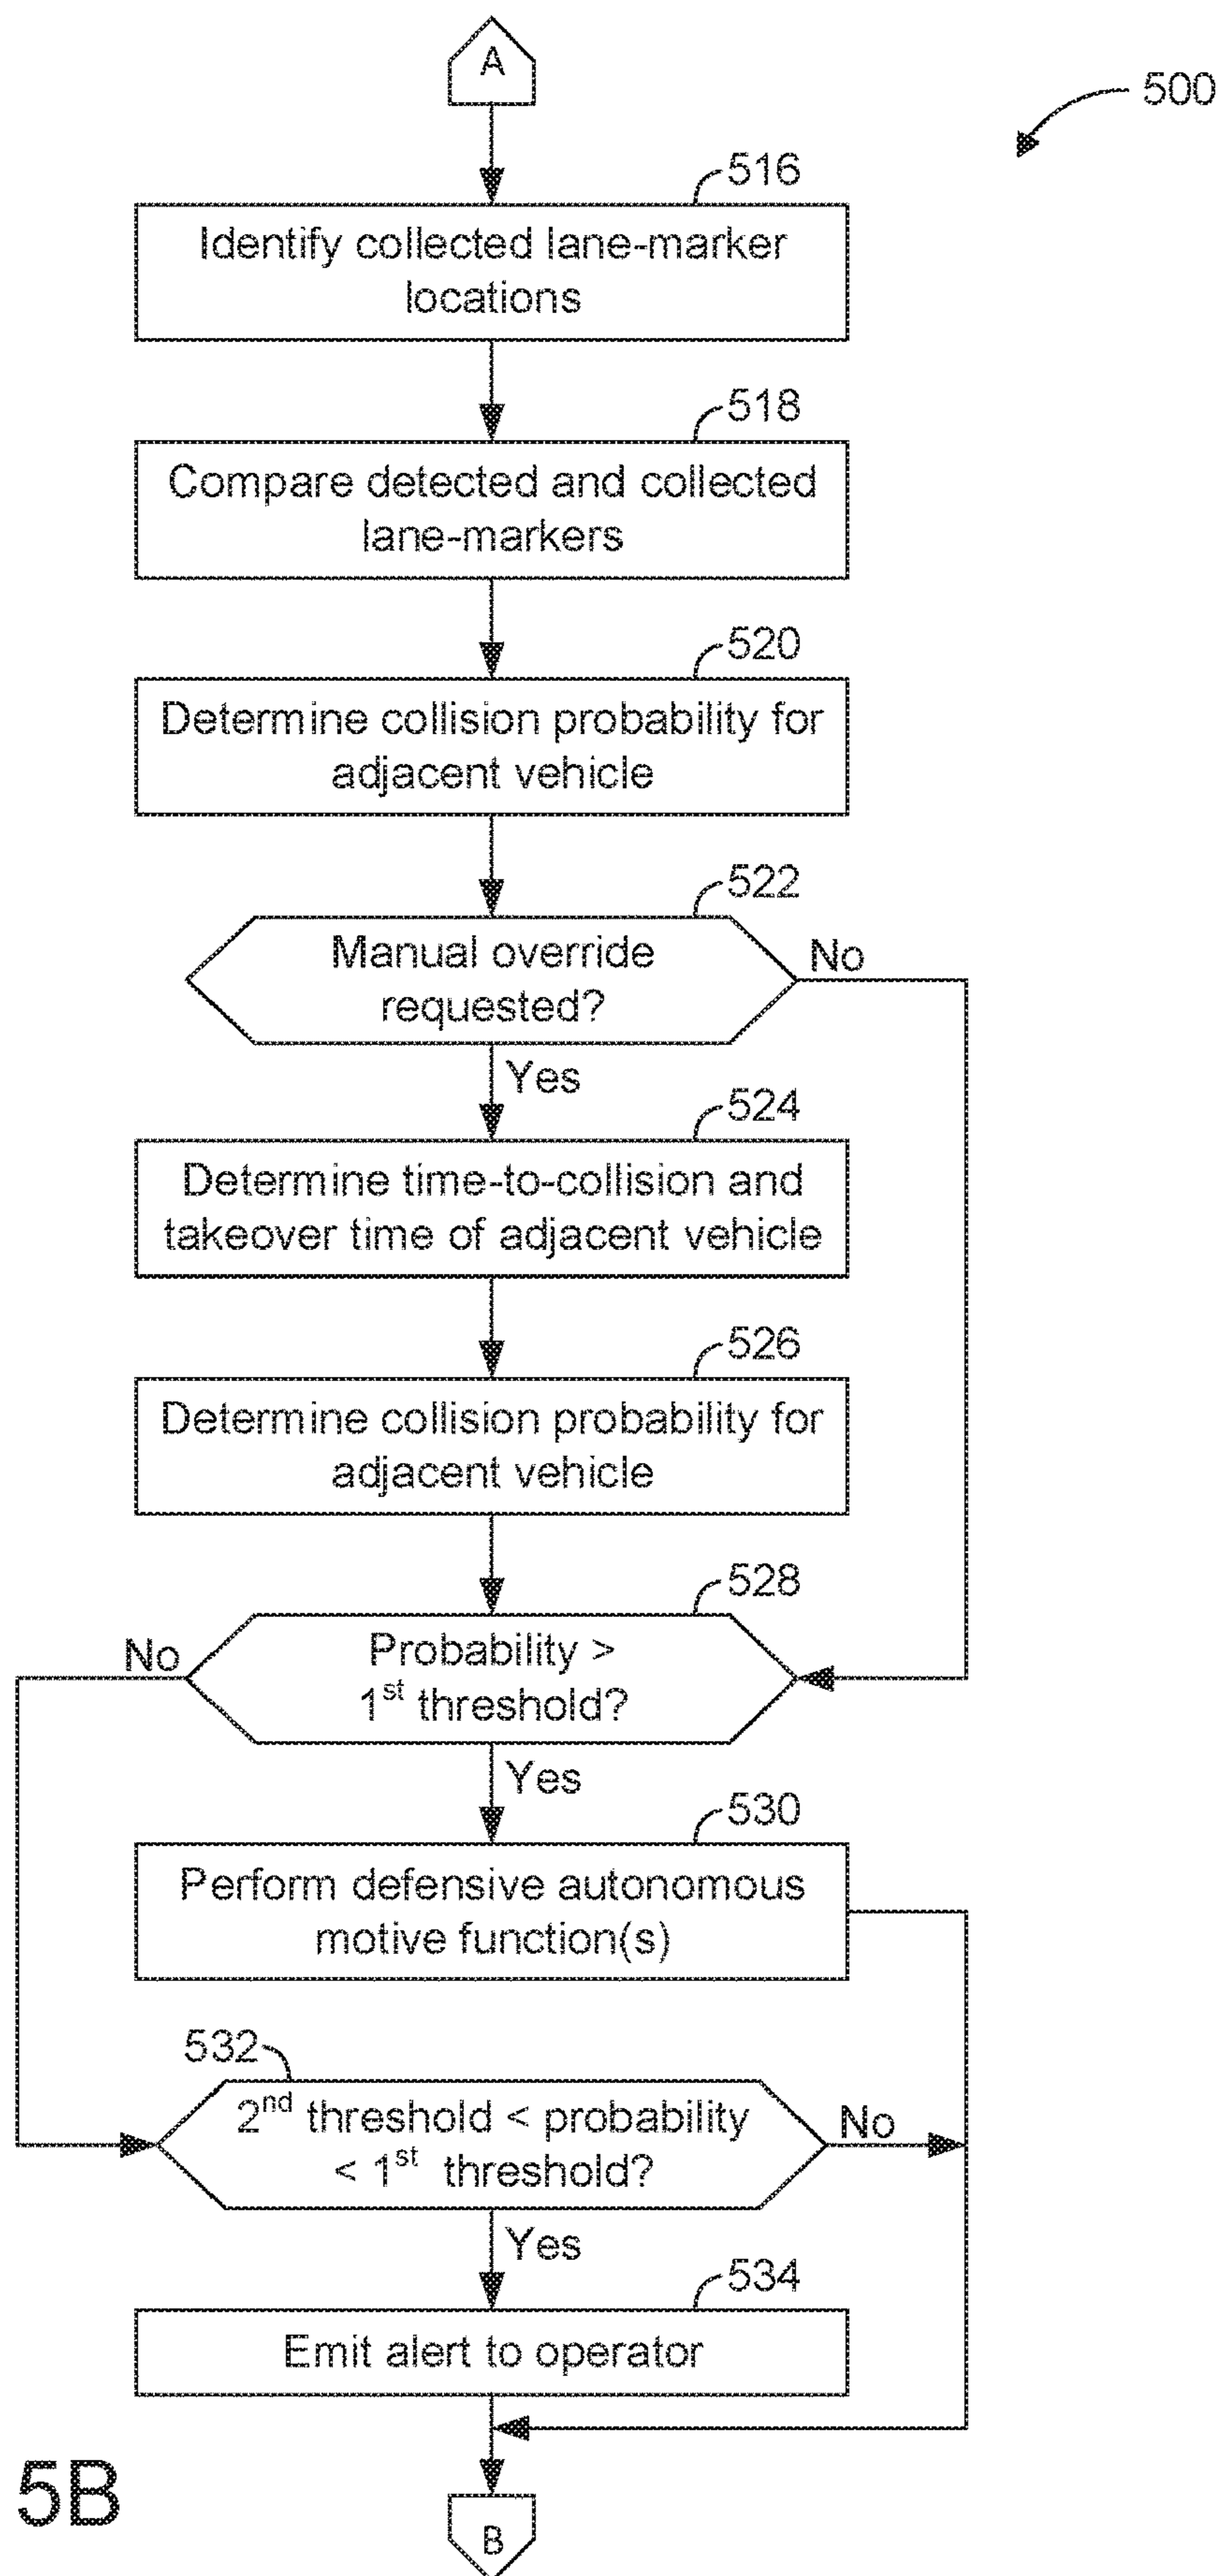 A
500
516
Identify collected lane-marker
locations
518
Compare detected and collected
lane-markers
520
Determine collision probability for
adjacent vehicle
522
Manual override
requested?
No
Yes
524
Determine time-to-collision and
takeover time of adjacent vehicle
526
Determine collision probability for
adjacent vehicle
528
Probability >
1st threshold?
No
Yes
530
Perform defensive autonomous
motive function(s)
532
2nd threshold < probability
< 1st threshold?
No
Yes
534
Emit alert to operator
5B
B